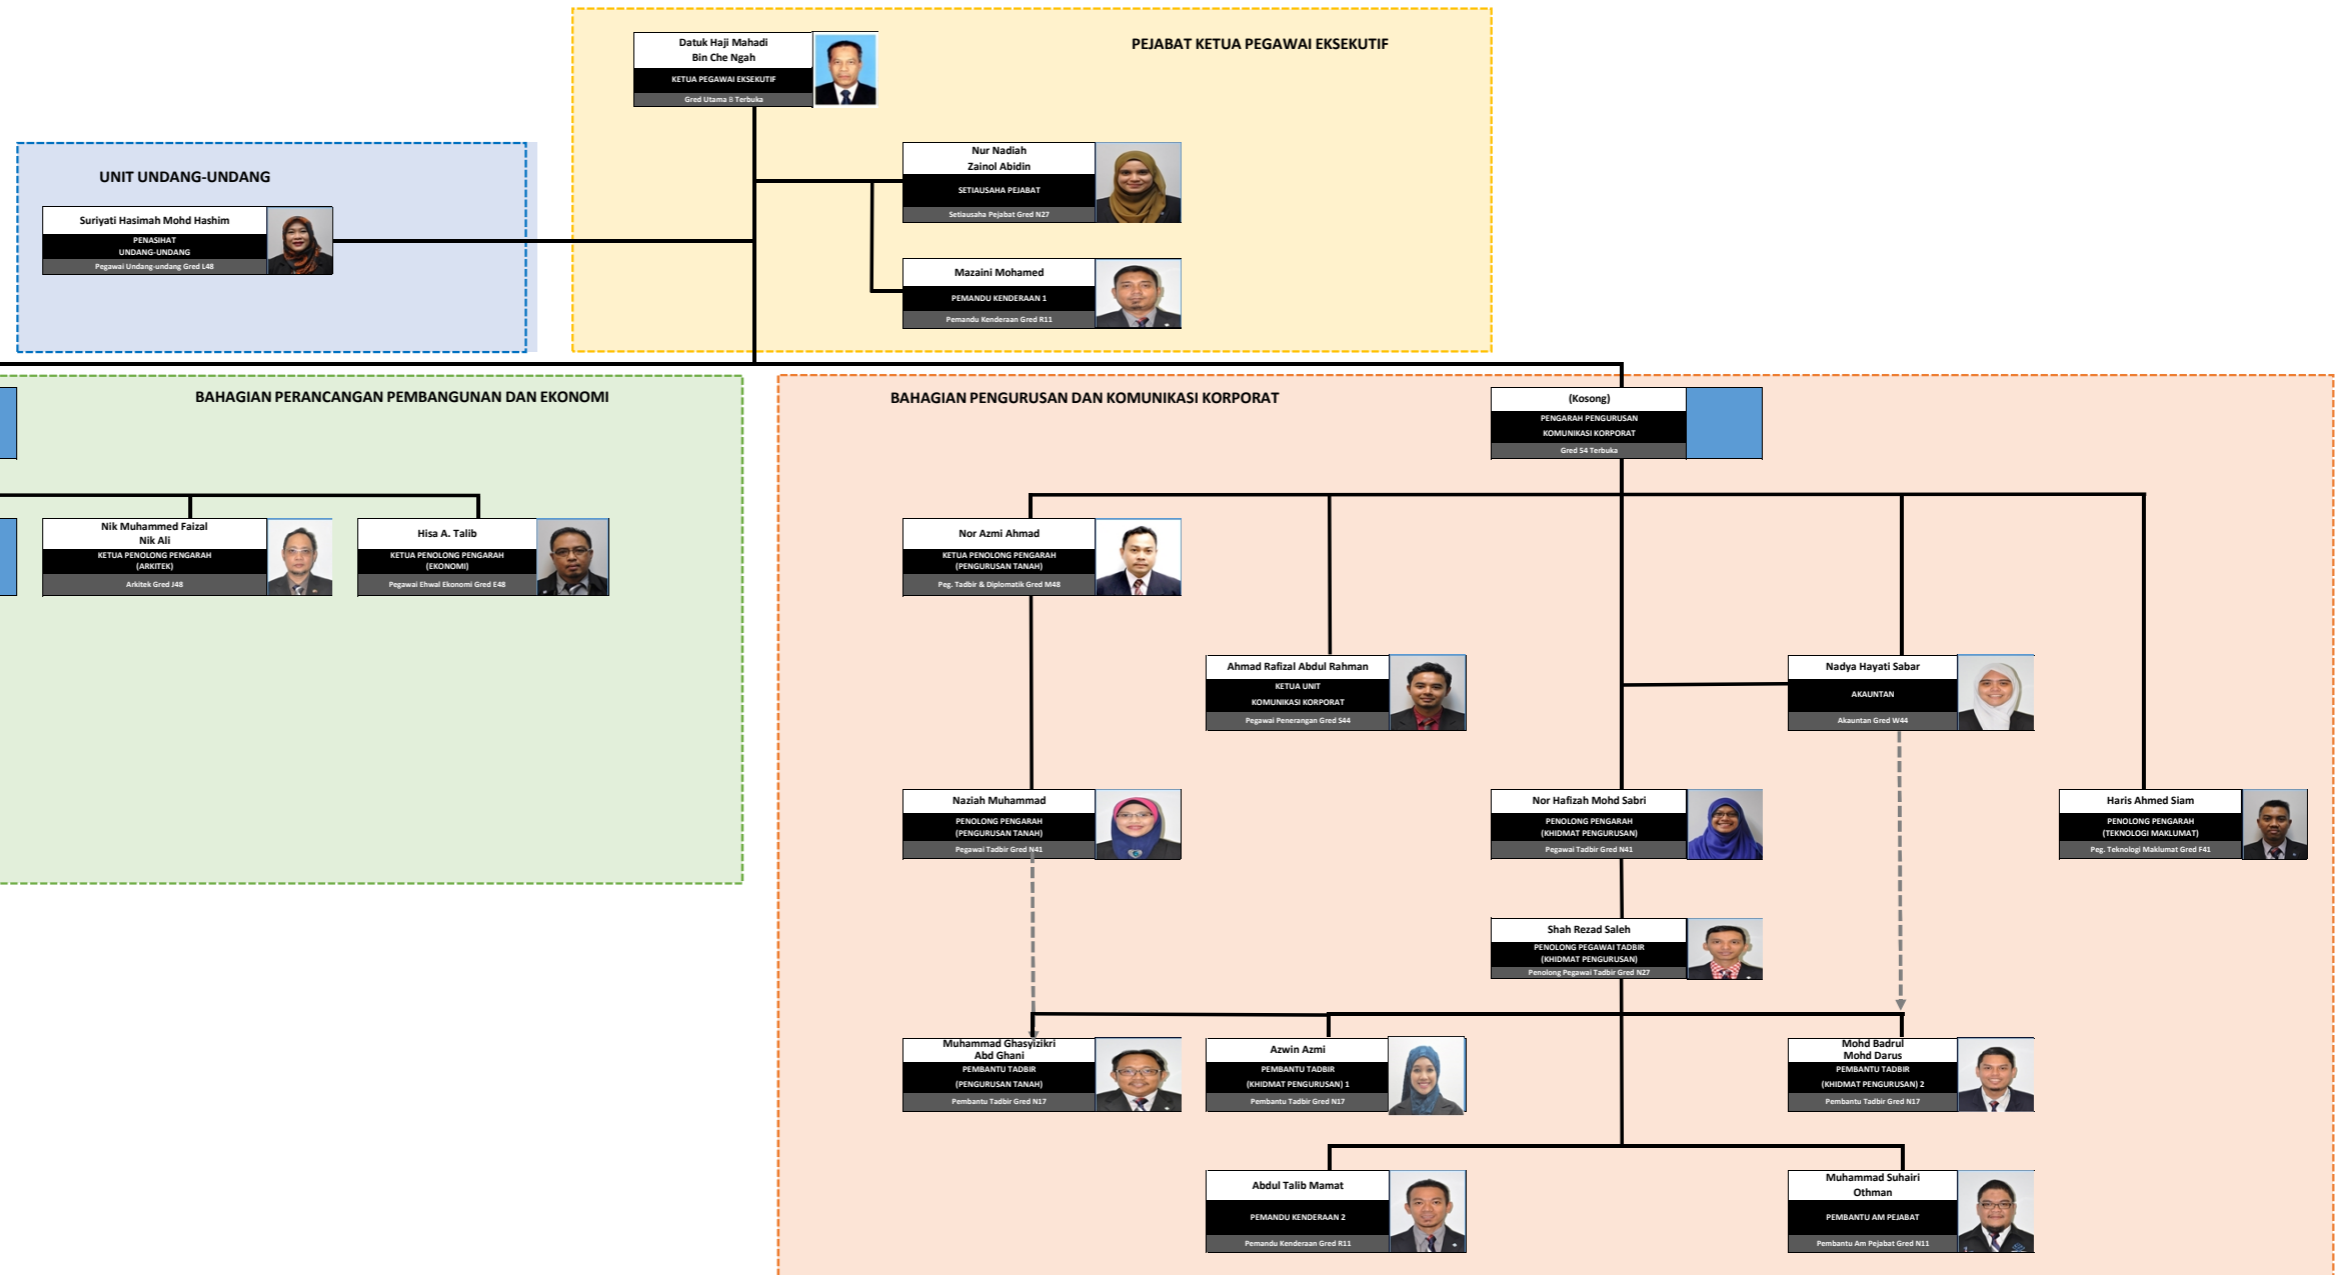 Datuk Haji Mahadi
Bin Che Ngah
KETUA PEGAWAI EKSEKUTIF
Gred Utama B Terbuka
PEJABAT KETUA PEGAWAI EKSEKUTIF
Nur Nadiah
Zainol Abidin
SETIAUSAHA PEJABAT
Setiausaha Pejabat Gred N27
Mazaini Mohamed
PEMANDU KENDERAAN 1
Pemandu Kenderaan Gred R11
UNIT UNDANG-UNDANG
Suriyati Hasimah Mohd Hashim
PENASIHAT
UNDANG-UNDANG
Pegawai Undang-undang Gred L48
BAHAGIAN PERANCANGAN PEMBANGUNAN DAN EKONOMI
Nik Muhammed Faizal
Nik Ali
KETUA PENOLONG PENGARAH
(ARKITEK)
Arkitek Gred J48
Hisa A. Talib
KETUA PENOLONG PENGARAH
(EKONOMI)
Pegawai Ehwal Ekonomi Gred E48
BAHAGIAN PENGURUSAN DAN KOMUNIKASI KORPORAT
(Kosong)
PENGARAH PENGURUSAN
KOMUNIKASI KORPORAT
Gred 54 Terbuka
Nor Azmi Ahmad
KETUA PENOLONG PENGARAH
(PENGURUSAN TANAH)
Peg. Tadbir & Diplomatik Gred M48
Ahmad Rafizal Abdul Rahman
KETUA UNIT
KOMUNIKASI KORPORAT
Pegawai Penerangan Gred S44
Nadya Hayati Sabar
AKAUNTAN
Akauntan Gred W44
Naziah Muhammad
PENOLONG PENGARAH
(PENGURUSAN TANAH)
Pegawai Tadbir Gred N41
Nor Hafizah Mohd Sabri
PENOLONG PENGARAH
(KHIDMAT PENGURUSAN)
Pegawai Tadbir Gred N41
Haris Ahmed Siam
PENOLONG PENGARAH
(TEKNOLOGI MAKLUMAT)
Peg. Teknologi Maklumat Gred F41
Shah Rezad Saleh
PENOLONG PEGAWAI TADBIR
(KHIDMAT PENGURUSAN)
Penolong Pegawai Tadbir Gred N27
Muhammad Ghasyizikri
Abd Ghani
PEMBANTU TADBIR
(PENGURUSAN TANAH)
Pembantu Tadbir Gred N17
Azwin Azmi
PEMBANTU TADBIR
(KHIDMAT PENGURUSAN) 1
Pembantu Tadbir Gred N17
Mohd Badrul
Mohd Darus
PEMBANTU TADBIR
(KHIDMAT PENGURUSAN) 2
Pembantu Tadbir Gred N17
Abdul Talib Mamat
PEMANDU KENDERAAN 2
Pemandu Kenderaan Gred R11
Muhammad Suhairi
Othman
PEMBANTU AM PEJABAT
Pembantu Am Pejabat Gred N11